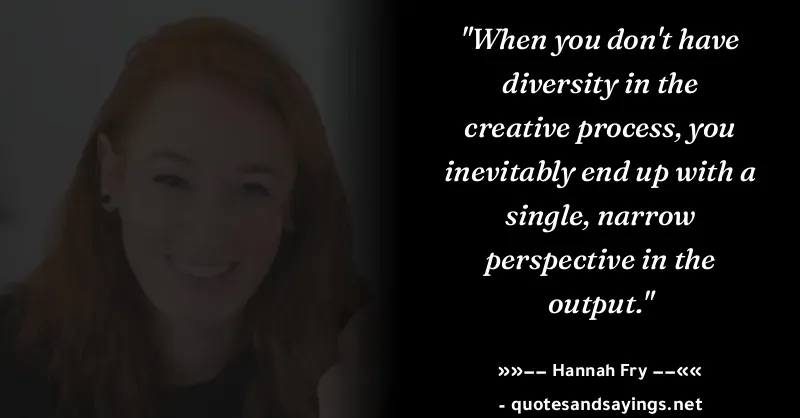 "When you don't have
diversity in the
creative process, you
inevitably end up with a
single, narrow
perspective in the
output."
»»−− Hannah Fry −−««
- quotesandsayings.net